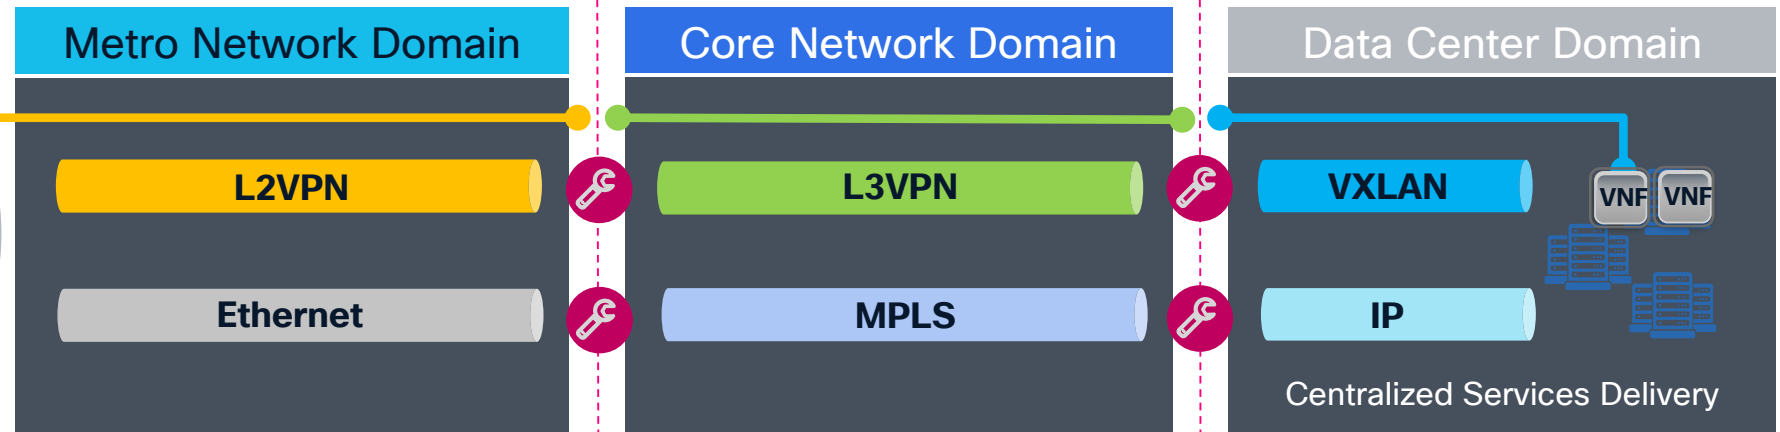 Metro Network Domain
Core Network Domain
Data Center Domain
L2VPN
L3VPN
VXLAN
VNF
VNF
Ethernet
MPLS
IP
Centralized Services Delivery